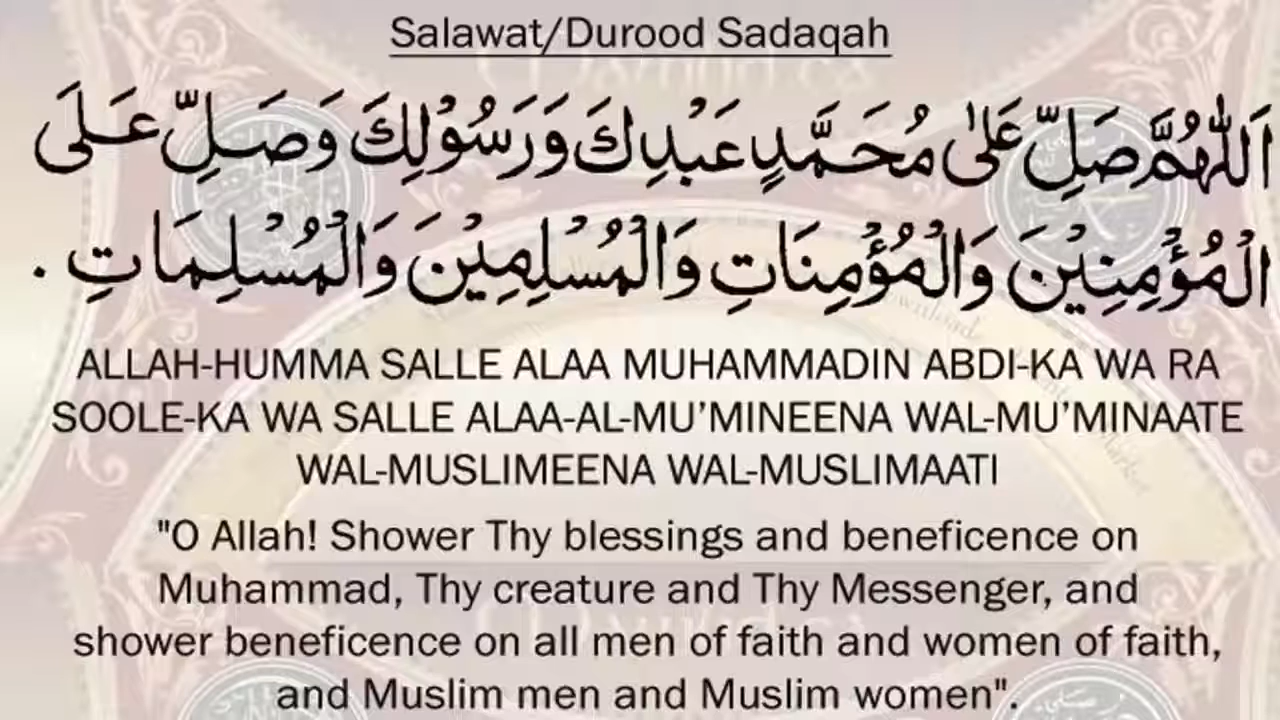 Salawat/Durood Sadaqah
اَللّٰهُمَّ صَلِّ عَلٰى مُحَمَّدٍ عَبْدِكَ وَرَسُوْلِكَ وَصَلِّ عَلَى
الْمُؤْمِنِيْنَ وَالْمُؤْمِنَاتِ وَالْمُسْلِمِيْنَ وَالْمُسْلِمَاتِ .
ALLAH-HUMMA SALLE ALAA MUHAMMADIN ABDI-KA WA RA
SOOLE-KA WA SALLE ALAA-AL-MU’MINEENA WAL-MU’MINAATE
WAL-MUSLIMEENA WAL-MUSLIMAATI
"O Allah! Shower Thy blessings and beneficence on
Muhammad, Thy creature and Thy Messenger, and
shower beneficence on all men of faith and women of faith,
and Muslim men and Muslim women".